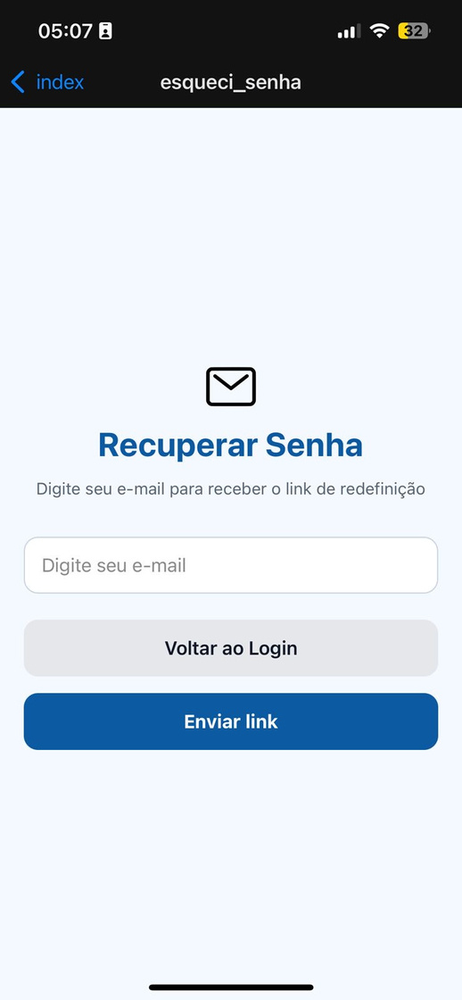 05:07
32
index
esqueci_senha
Recuperar Senha
Digite seu e-mail para receber o link de redefinição
Digite seu e-mail
Voltar ao Login
Enviar link